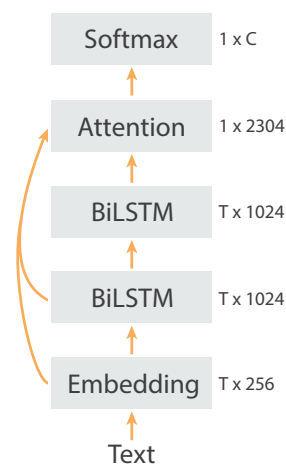 Softmax 1 x C
Attention 1 x 2304
BiLSTM T x 1024
BiLSTM T x 1024
Embedding T x 256
Text